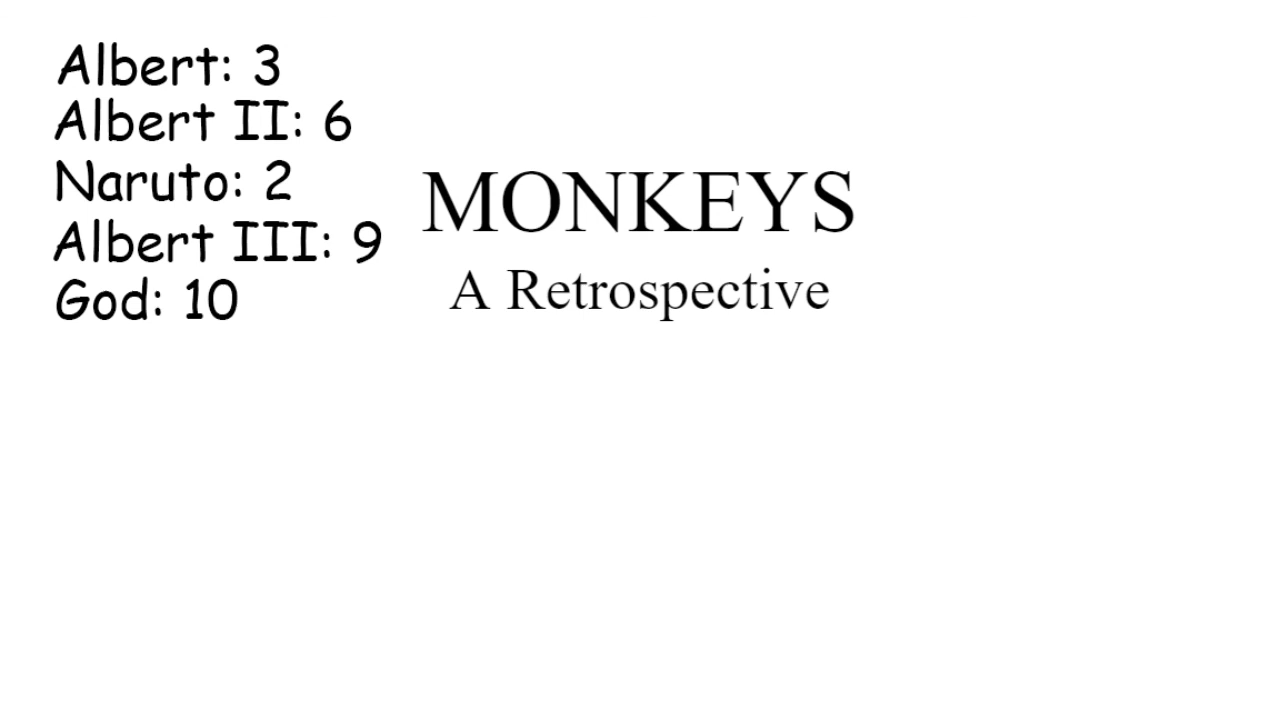 Albert: 3
Albert II: 6
Naruto: 2
Albert III: 9
God: 10
MONKEYS
A Retrospective